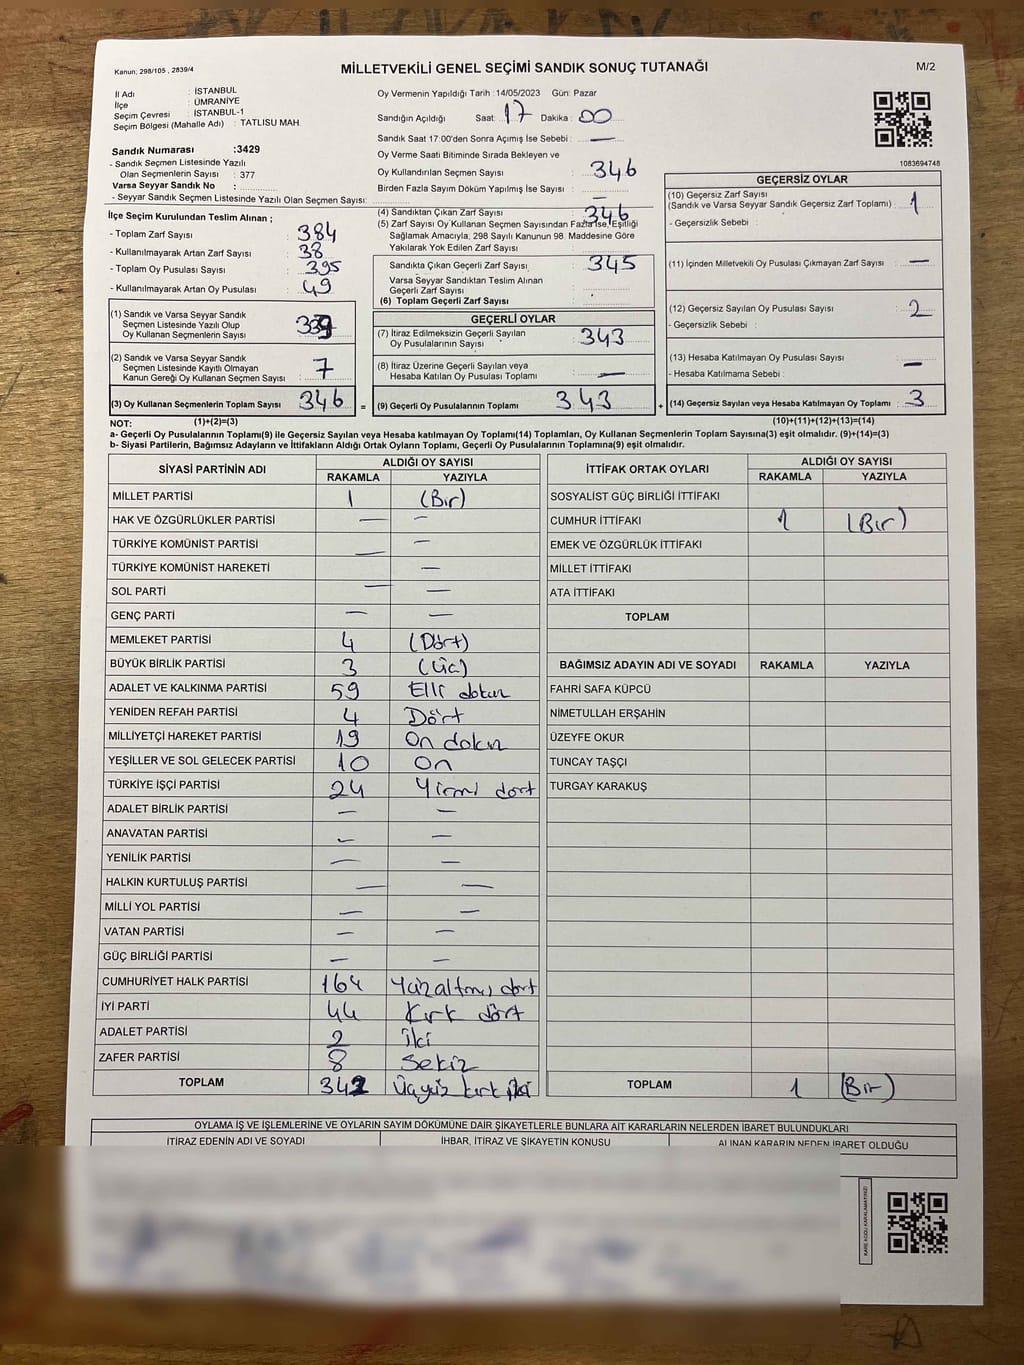 Kanun; 298/105 , 2839/4
MİLLETVEKİLİ GENEL SEÇİMİ SANDIK SONUÇ TUTANAĞI
M/2
İl Adı : İSTANBUL
İlçe : ÜMRANİYE
Seçim Çevresi : İSTANBUL-1
Seçim Bölgesi (Mahalle Adı) : TATLISU MAH.
Sandık Numarası :3429
- Sandık Seçmen Listesinde Yazılı
Olan Seçmenlerin Sayısı : 377
Varsa Seyyar Sandık No :
- Seyyar Sandık Seçmen Listesinde Yazılı Olan Seçmen Sayısı:
Oy Vermenin Yapıldığı Tarih :14/05/2023 Gün: Pazar
Sandığın Açıldığı Saat: 17 Dakika : 00
Sandık Saat 17:00'den Sonra Açımış İse Sebebi : —
Oy Verme Saati Bitiminde Sırada Bekleyen ve
Oy Kullandırılan Seçmen Sayısı : 346
Birden Fazla Sayım Döküm Yapılmış İse Sayısı : —
1083694748
İlçe Seçim Kurulundan Teslim Alınan ;
- Toplam Zarf Sayısı : 384
- Kullanılmayarak Artan Zarf Sayısı : 38
- Toplam Oy Pusulası Sayısı : 395
- Kullanılmayarak Artan Oy Pusulası : 49
(1) Sandık ve Varsa Seyyar Sandık
Seçmen Listesinde Yazılı Olup
Oy Kullanan Seçmenlerin Sayısı : 339
(2) Sandık ve Varsa Seyyar Sandık
Seçmen Listesinde Kayıtlı Olmayan
Kanun Gereği Oy Kullanan Seçmen Sayısı : 7
(3) Oy Kullanan Seçmenlerin Toplam Sayısı : 346
(4) Sandıktan Çıkan Zarf Sayısı : 346
(5) Zarf Sayısı Oy Kullanan Seçmen Sayısından Fazla İse, Eşitliği
Sağlamak Amacıyla, 298 Sayılı Kanunun 98. Maddesine Göre
Yakılarak Yok Edilen Zarf Sayısı :
Sandıkta Çıkan Geçerli Zarf Sayısı : 345
Varsa Seyyar Sandıktan Teslim Alınan
Geçerli Zarf Sayısı :
(6) Toplam Geçerli Zarf Sayısı :
GEÇERLİ OYLAR
(7) İtiraz Edilmeksizin Geçerli Sayılan
Oy Pusulalarının Sayısı : 343
(8) İtiraz Üzerine Geçerli Sayılan veya
Hesaba Katılan Oy Pusulası Toplamı : —
= (9) Geçerli Oy Pusulalarının Toplamı : 343
GEÇERSİZ OYLAR
(10) Geçersiz Zarf Sayısı
(Sandık ve Varsa Seyyar Sandık Geçersiz Zarf Toplamı) : 1
- Geçersizlik Sebebi :
(11) İçinden Milletvekili Oy Pusulası Çıkmayan Zarf Sayısı : —
(12) Geçersiz Sayılan Oy Pusulası Sayısı : 2
- Geçersizlik Sebebi :
(13) Hesaba Katılmayan Oy Pusulası Sayısı : —
- Hesaba Katılmama Sebebi :
+ (14) Geçersiz Sayılan veya Hesaba Katılmayan Oy Toplamı : 3
NOT: (1)+(2)=(3)
(10)+(11)+(12)+(13)=(14)
a- Geçerli Oy Pusulalarının Toplamı(9) ile Geçersiz Sayılan veya Hesaba katılmayan Oy Toplamı(14) Toplamları, Oy Kullanan Seçmenlerin Toplam Sayısına(3) eşit olmalıdır. (9)+(14)=(3)
b- Siyasi Partilerin, Bağımsız Adayların ve İttifakların Aldığı Ortak Oyların Toplamı, Geçerli Oy Pusulalarının Toplamına(9) eşit olmalıdır.
SİYASİ PARTİNİN ADI ALDIĞI OY SAYISI
RAKAMLA YAZIYLA
MİLLET PARTİSİ 1 (Bir)
HAK VE ÖZGÜRLÜKLER PARTİSİ — —
TÜRKİYE KOMÜNİST PARTİSİ — —
TÜRKİYE KOMÜNİST HAREKETİ —
SOL PARTİ — —
GENÇ PARTİ — —
MEMLEKET PARTİSİ 4 (Dört)
BÜYÜK BİRLİK PARTİSİ 3 (Üç)
ADALET VE KALKINMA PARTİSİ 59 Elli dokuz
YENİDEN REFAH PARTİSİ 4 Dört
MİLLİYETÇİ HAREKET PARTİSİ 19 On dokuz
YEŞİLLER VE SOL GELECEK PARTİSİ 10 On
TÜRKİYE İŞÇİ PARTİSİ 24 Yirmi dört
ADALET BİRLİK PARTİSİ — —
ANAVATAN PARTİSİ — —
YENİLİK PARTİSİ — —
HALKIN KURTULUŞ PARTİSİ — —
MİLLİ YOL PARTİSİ — —
VATAN PARTİSİ — —
GÜÇ BİRLİĞİ PARTİSİ — —
CUMHURİYET HALK PARTİSİ 164 Yüzaltmış dört
İYİ PARTİ 44 Kırk dört
ADALET PARTİSİ 2 İki
ZAFER PARTİSİ 8 Sekiz
TOPLAM 342 Üçyüz kırk iki
İTTİFAK ORTAK OYLARI ALDIĞI OY SAYISI
RAKAMLA YAZIYLA
SOSYALİST GÜÇ BİRLİĞİ İTTİFAKI
CUMHUR İTTİFAKI 1 (Bir)
EMEK VE ÖZGÜRLÜK İTTİFAKI
MİLLET İTTİFAKI
ATA İTTİFAKI
TOPLAM
BAĞIMSIZ ADAYIN ADI VE SOYADI RAKAMLA YAZIYLA
FAHRİ SAFA KÜPCÜ
NİMETULLAH ERŞAHİN
ÜZEYFE OKUR
TUNCAY TAŞÇI
TURGAY KARAKUŞ
TOPLAM 1 (Bir)
OYLAMA İŞ VE İŞLEMLERİNE VE OYLARIN SAYIM DÖKÜMÜNE DAİR ŞİKAYETLERLE BUNLARA AİT KARARLARIN NELERDEN İBARET BULUNDUKLARI
İTİRAZ EDENİN ADI VE SOYADI İHBAR, İTİRAZ VE ŞİKAYETİN KONUSU ALINAN KARARIN NEDEN İBARET OLDUĞU